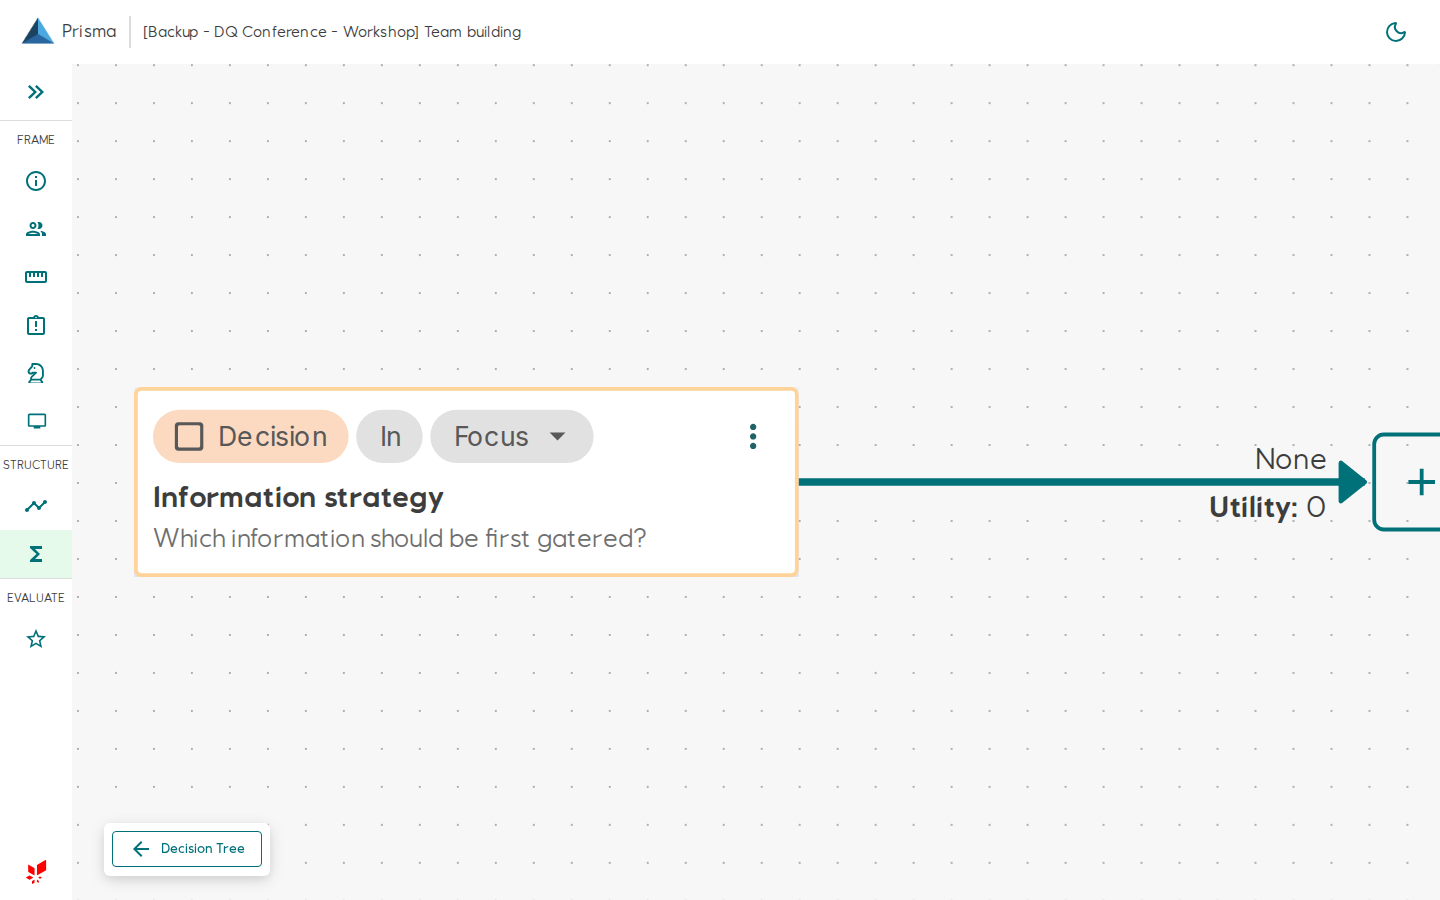 Prisma
[Backup - DQ Conference - Workshop] Team building
FRAME
STRUCTURE
EVALUATE
Decision
In
Focus
Information strategy
Which information should be first gatered?
None
Utility: 0
Decision Tree